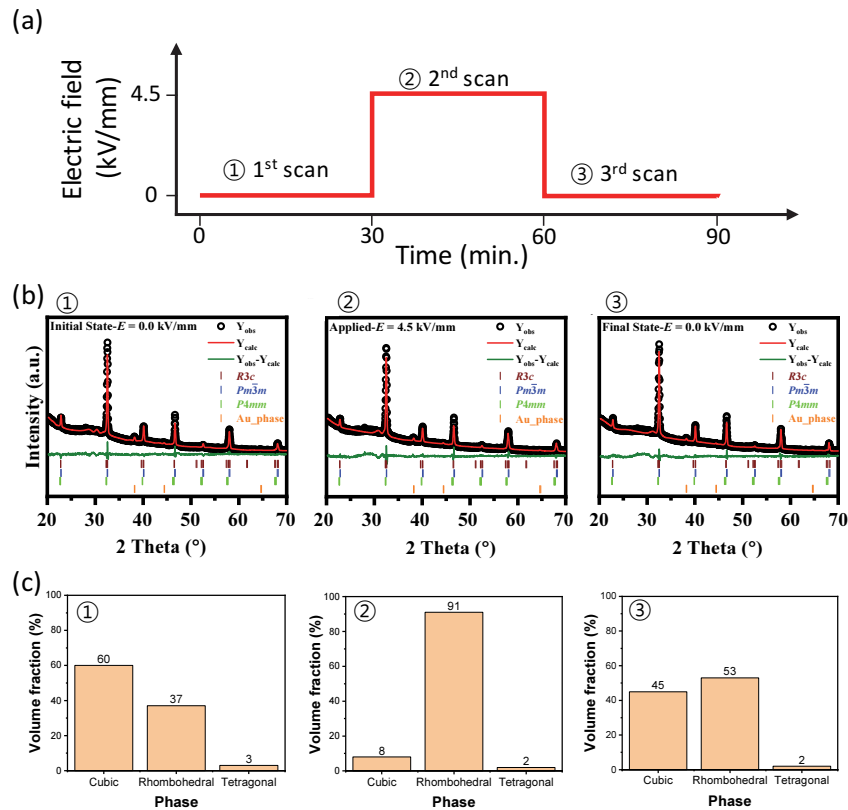 (a)
Electric field
(kV/mm)
4.5
0
① 1st scan
② 2nd scan
③ 3rd scan
0 30 60 90
Time (min.)
(b)
①
Initial State-E = 0.0 kV/mm
Yobs
Ycalc
Yobs-Ycalc
R3c
Pm3̅m
P4mm
Au_phase
Intensity (a.u.)
20 30 40 50 60 70
2 Theta (°)
②
Applied-E = 4.5 kV/mm
Yobs
Ycalc
Yobs-Ycalc
R3c
Pm3̅m
P4mm
Au_phase
20 30 40 50 60 70
2 Theta (°)
③
Final State-E = 0.0 kV/mm
Yobs
Ycalc
Yobs-Ycalc
R3c
Pm3̅m
P4mm
Au_phase
20 30 40 50 60 70
2 Theta (°)
(c)
①
Volume fraction (%)
100
80
60
40
20
0
60
37
3
Cubic Rhombohedral Tetragonal
Phase
②
Volume fraction (%)
100
80
60
40
20
0
8
91
2
Cubic Rhombohedral Tetragonal
Phase
③
Volume fraction (%)
100
80
60
40
20
0
45
53
2
Cubic Rhombohedral Tetragonal
Phase